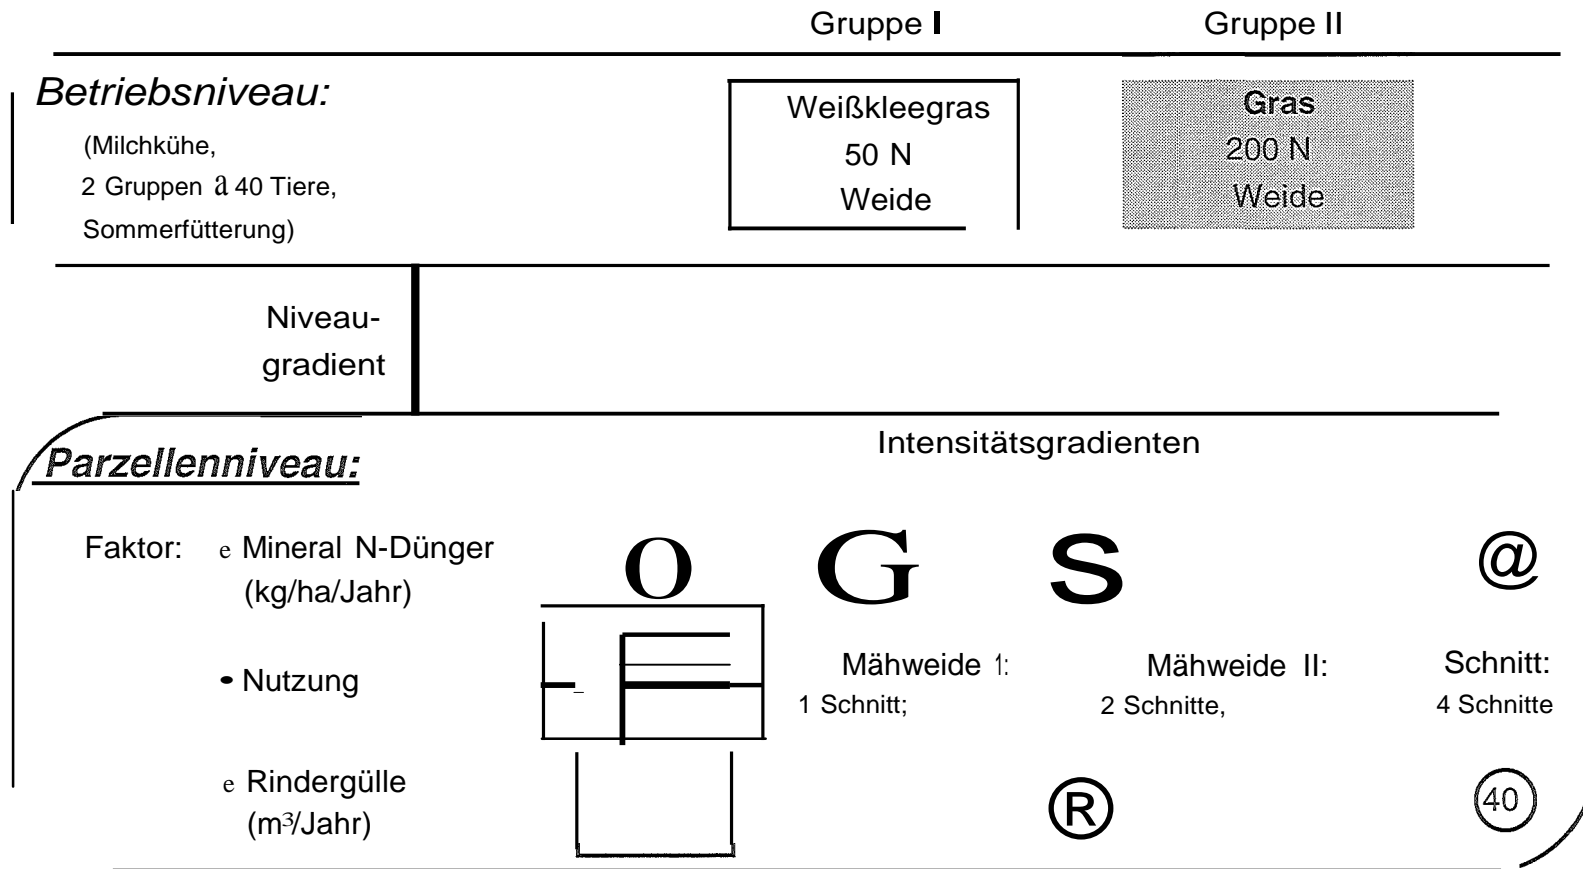 Gruppe I Gruppe II
Betriebsniveau:
(Milchkühe,
2 Gruppen à 40 Tiere,
Sommerfütterung)
Weißkleegras
50 N
Weide
Gras
200 N
Weide
Niveau-
gradient
Intensitätsgradienten
Parzellenniveau:
Faktor: e Mineral N-Dünger
(kg/ha/Jahr)
O G S @
• Nutzung
Mähweide 1:
1 Schnitt;
Mähweide II:
2 Schnitte,
Schnitt:
4 Schnitte
e Rindergülle
(m³/Jahr)
® 40